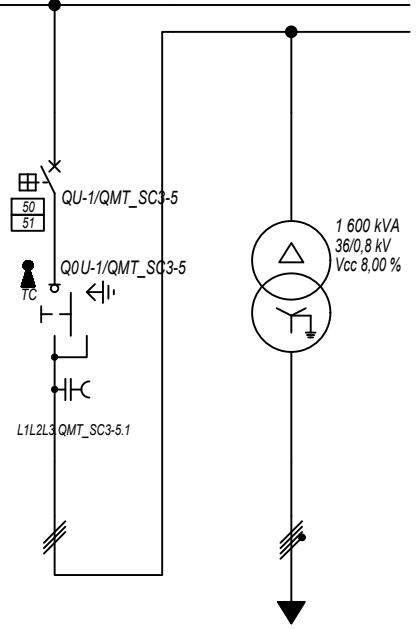 QU-1/QMT_SC3-5
50
51
Q0U-1/QMT_SC3-5
TC
L1L2L3.QMT_SC3-5.1
1 600 kVA
36/0,8 kV
Vcc 8,00 %